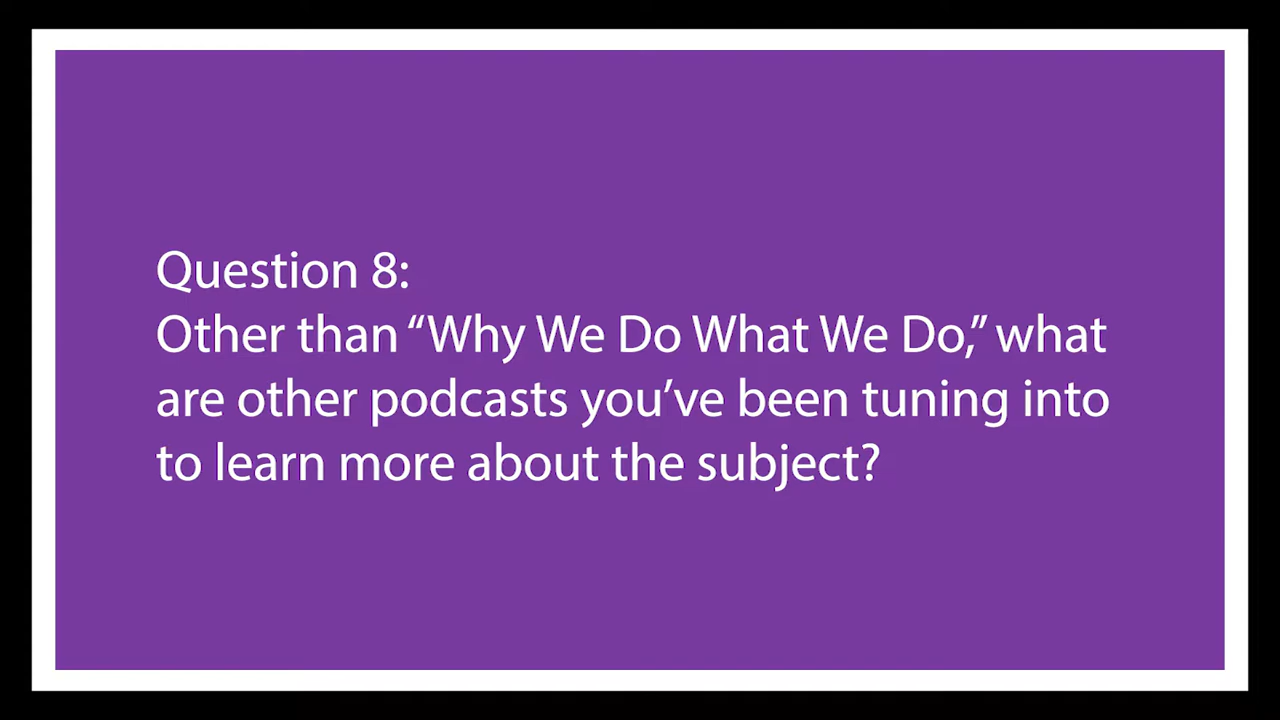 Question 8:
Other than “Why We Do What We Do,” what
are other podcasts you’ve been tuning into
to learn more about the subject?